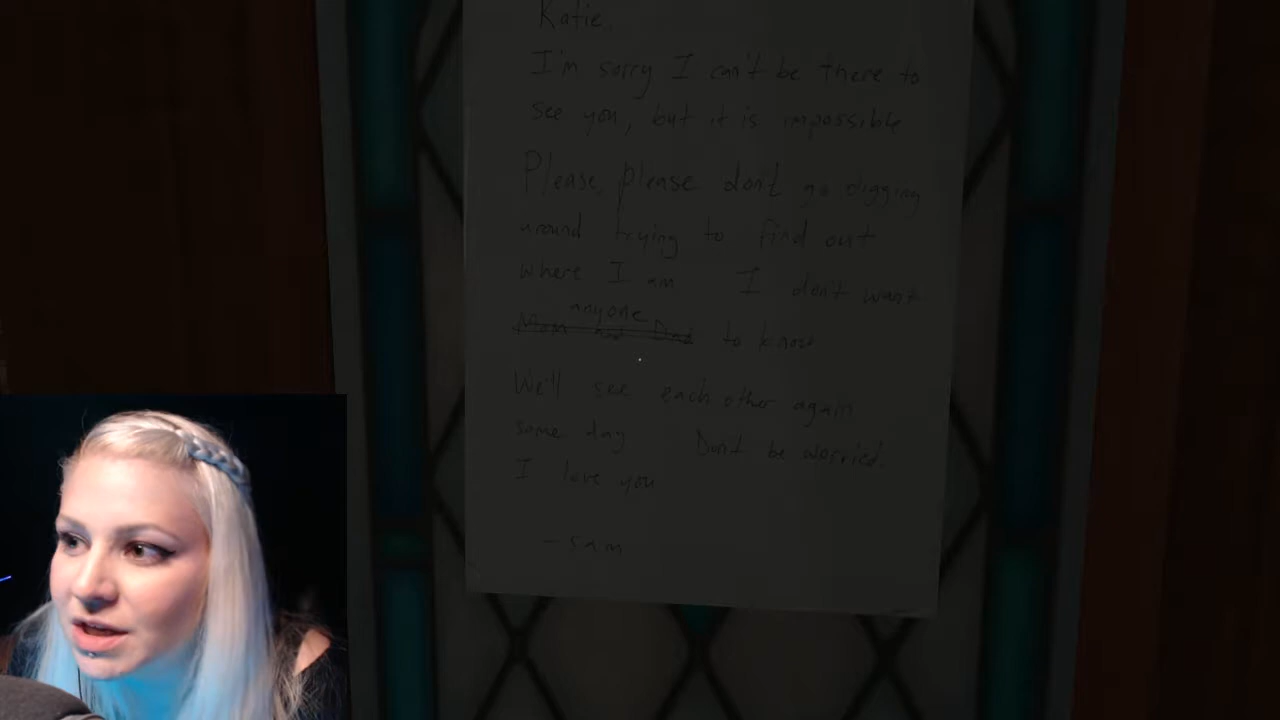 Katie,
I'm sorry I can't be there to
see you, but it is impossible
Please, please don't go digging
around trying to find out
where I am I don't want
anyone
Mom and Dad to know
We'll see each other again
some day Don't be worried.
I love you
- Sam